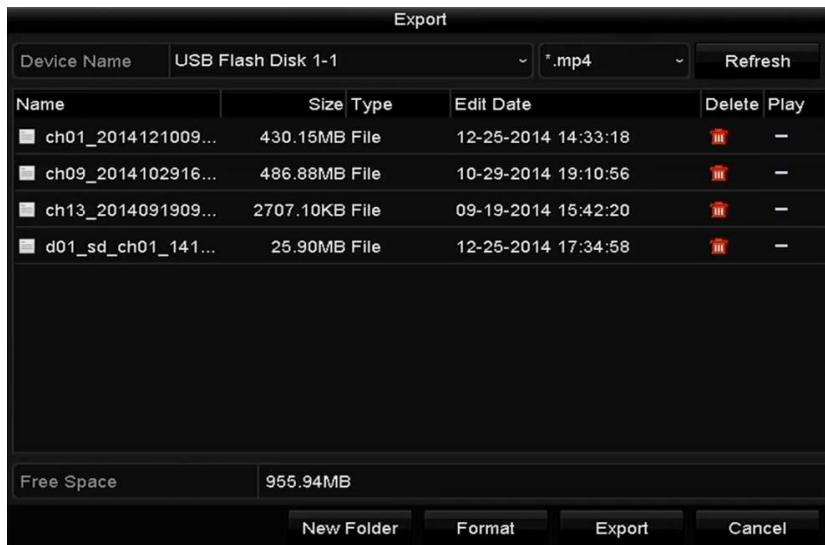 Export
Device Name USB Flash Disk 1-1 *.mp4 Refresh
Name Size Type Edit Date Delete Play
ch01_2014121009... 430.15MB File 12-25-2014 14:33:18
ch09_2014102916... 486.88MB File 10-29-2014 19:10:56
ch13_2014091909... 2707.10KB File 09-19-2014 15:42:20
d01_sd_ch01_141... 25.90MB File 12-25-2014 17:34:58
Free Space 955.94MB
New Folder Format Export Cancel